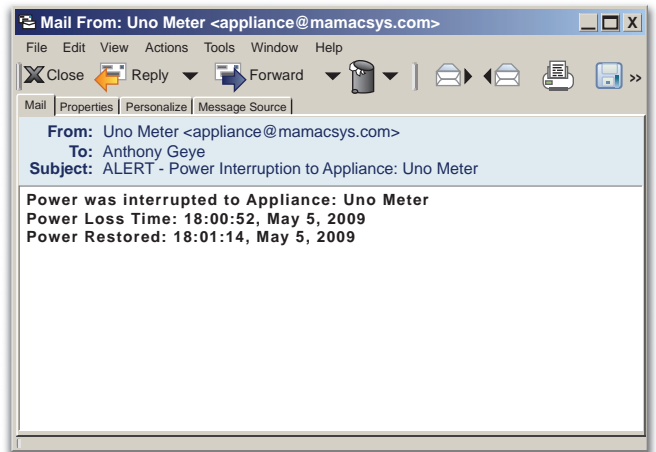 Mail From: Uno Meter <appliance@mamacsys.com>
File Edit View Actions Tools Window Help
Close Reply Forward
Mail Properties Personalize Message Source
From: Uno Meter <appliance@mamacsys.com>
To: Anthony Geye
Subject: ALERT - Power Interruption to Appliance: Uno Meter
Power was interrupted to Appliance: Uno Meter
Power Loss Time: 18:00:52, May 5, 2009
Power Restored: 18:01:14, May 5, 2009